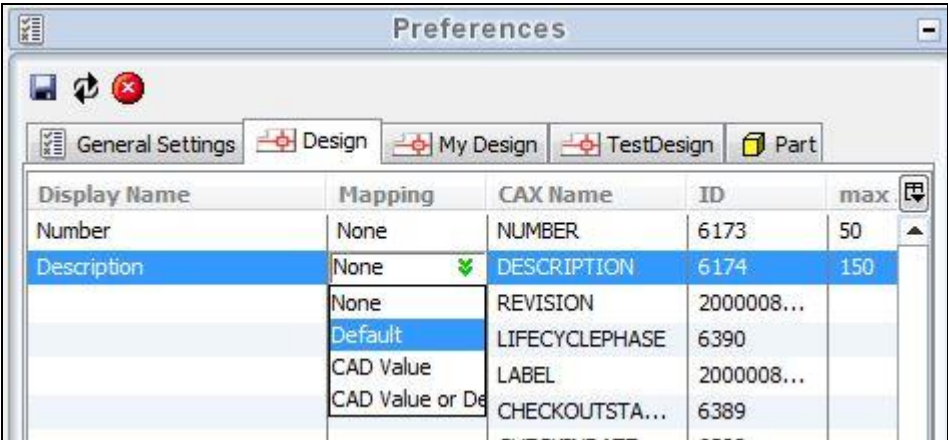 Preferences
General Settings Design My Design TestDesign Part
Display Name Mapping CAX Name ID max
Number None NUMBER 6173 50
Description None DESCRIPTION 6174 150
None REVISION 2000008...
Default LIFECYCLEPHASE 6390
CAD Value LABEL 2000008...
CAD Value or De CHECKOUTSTA... 6389